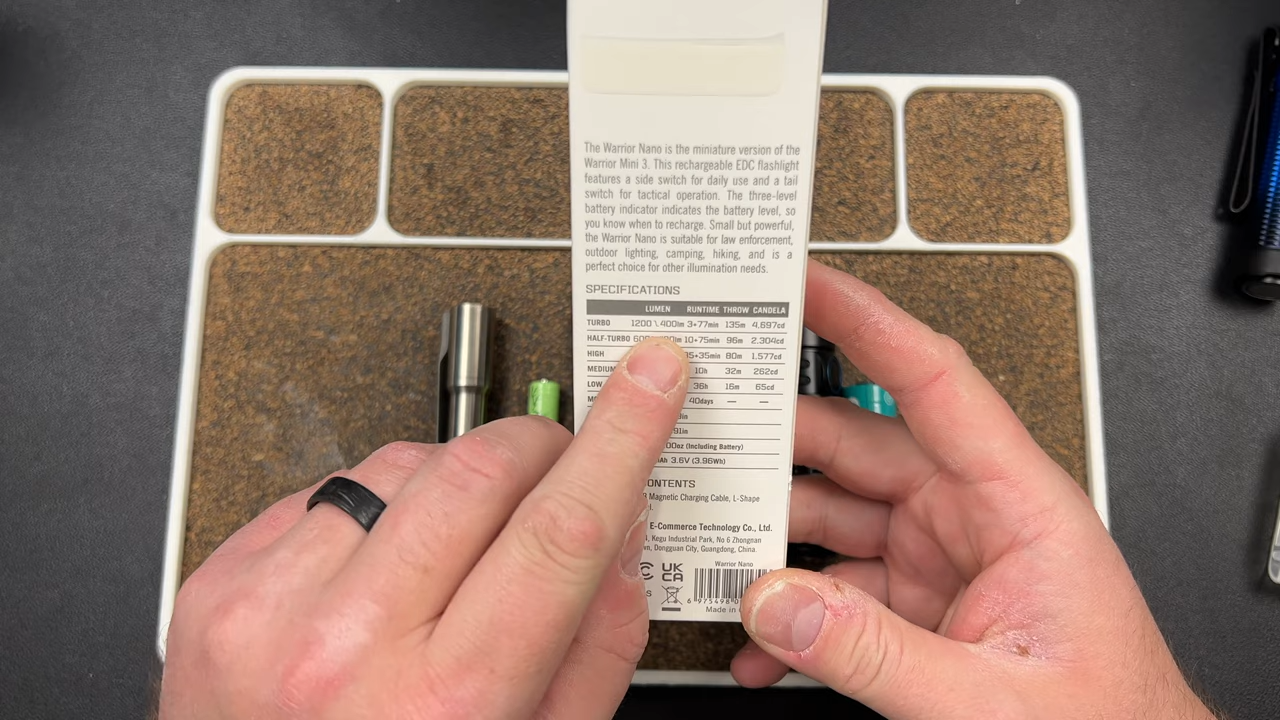 The Warrior Nano is the miniature version of the
Warrior Mini 3. This rechargeable EDC flashlight
features a side switch for daily use and a tail
switch for tactical operation. The three-level
battery indicator indicates the battery level, so
you know when to recharge. Small but powerful,
the Warrior Nano is suitable for law enforcement,
outdoor lighting, camping, hiking, and is a
perfect choice for other illumination needs.
SPECIFICATIONS
LUMEN RUNTIME THROW CANDELA
TURBO 1200 \ 400lm 3+77min 135m 4,697cd
HALF-TURBO 10+75min 96m 2,304cd
HIGH 80m 1,577cd
MEDIUM 10h 32m 262cd
LOW 36h 16m 65cd
40days — —
(Including Battery)
3.6V (3.96Wh)
Magnetic Charging Cable, L-Shape
E-Commerce Technology Co., Ltd.
Kegu Industrial Park, No 6 Zhongnan
Dongguan City, Guangdong, China.
Warrior Nano
UK
CA
6 975498 0
Made in